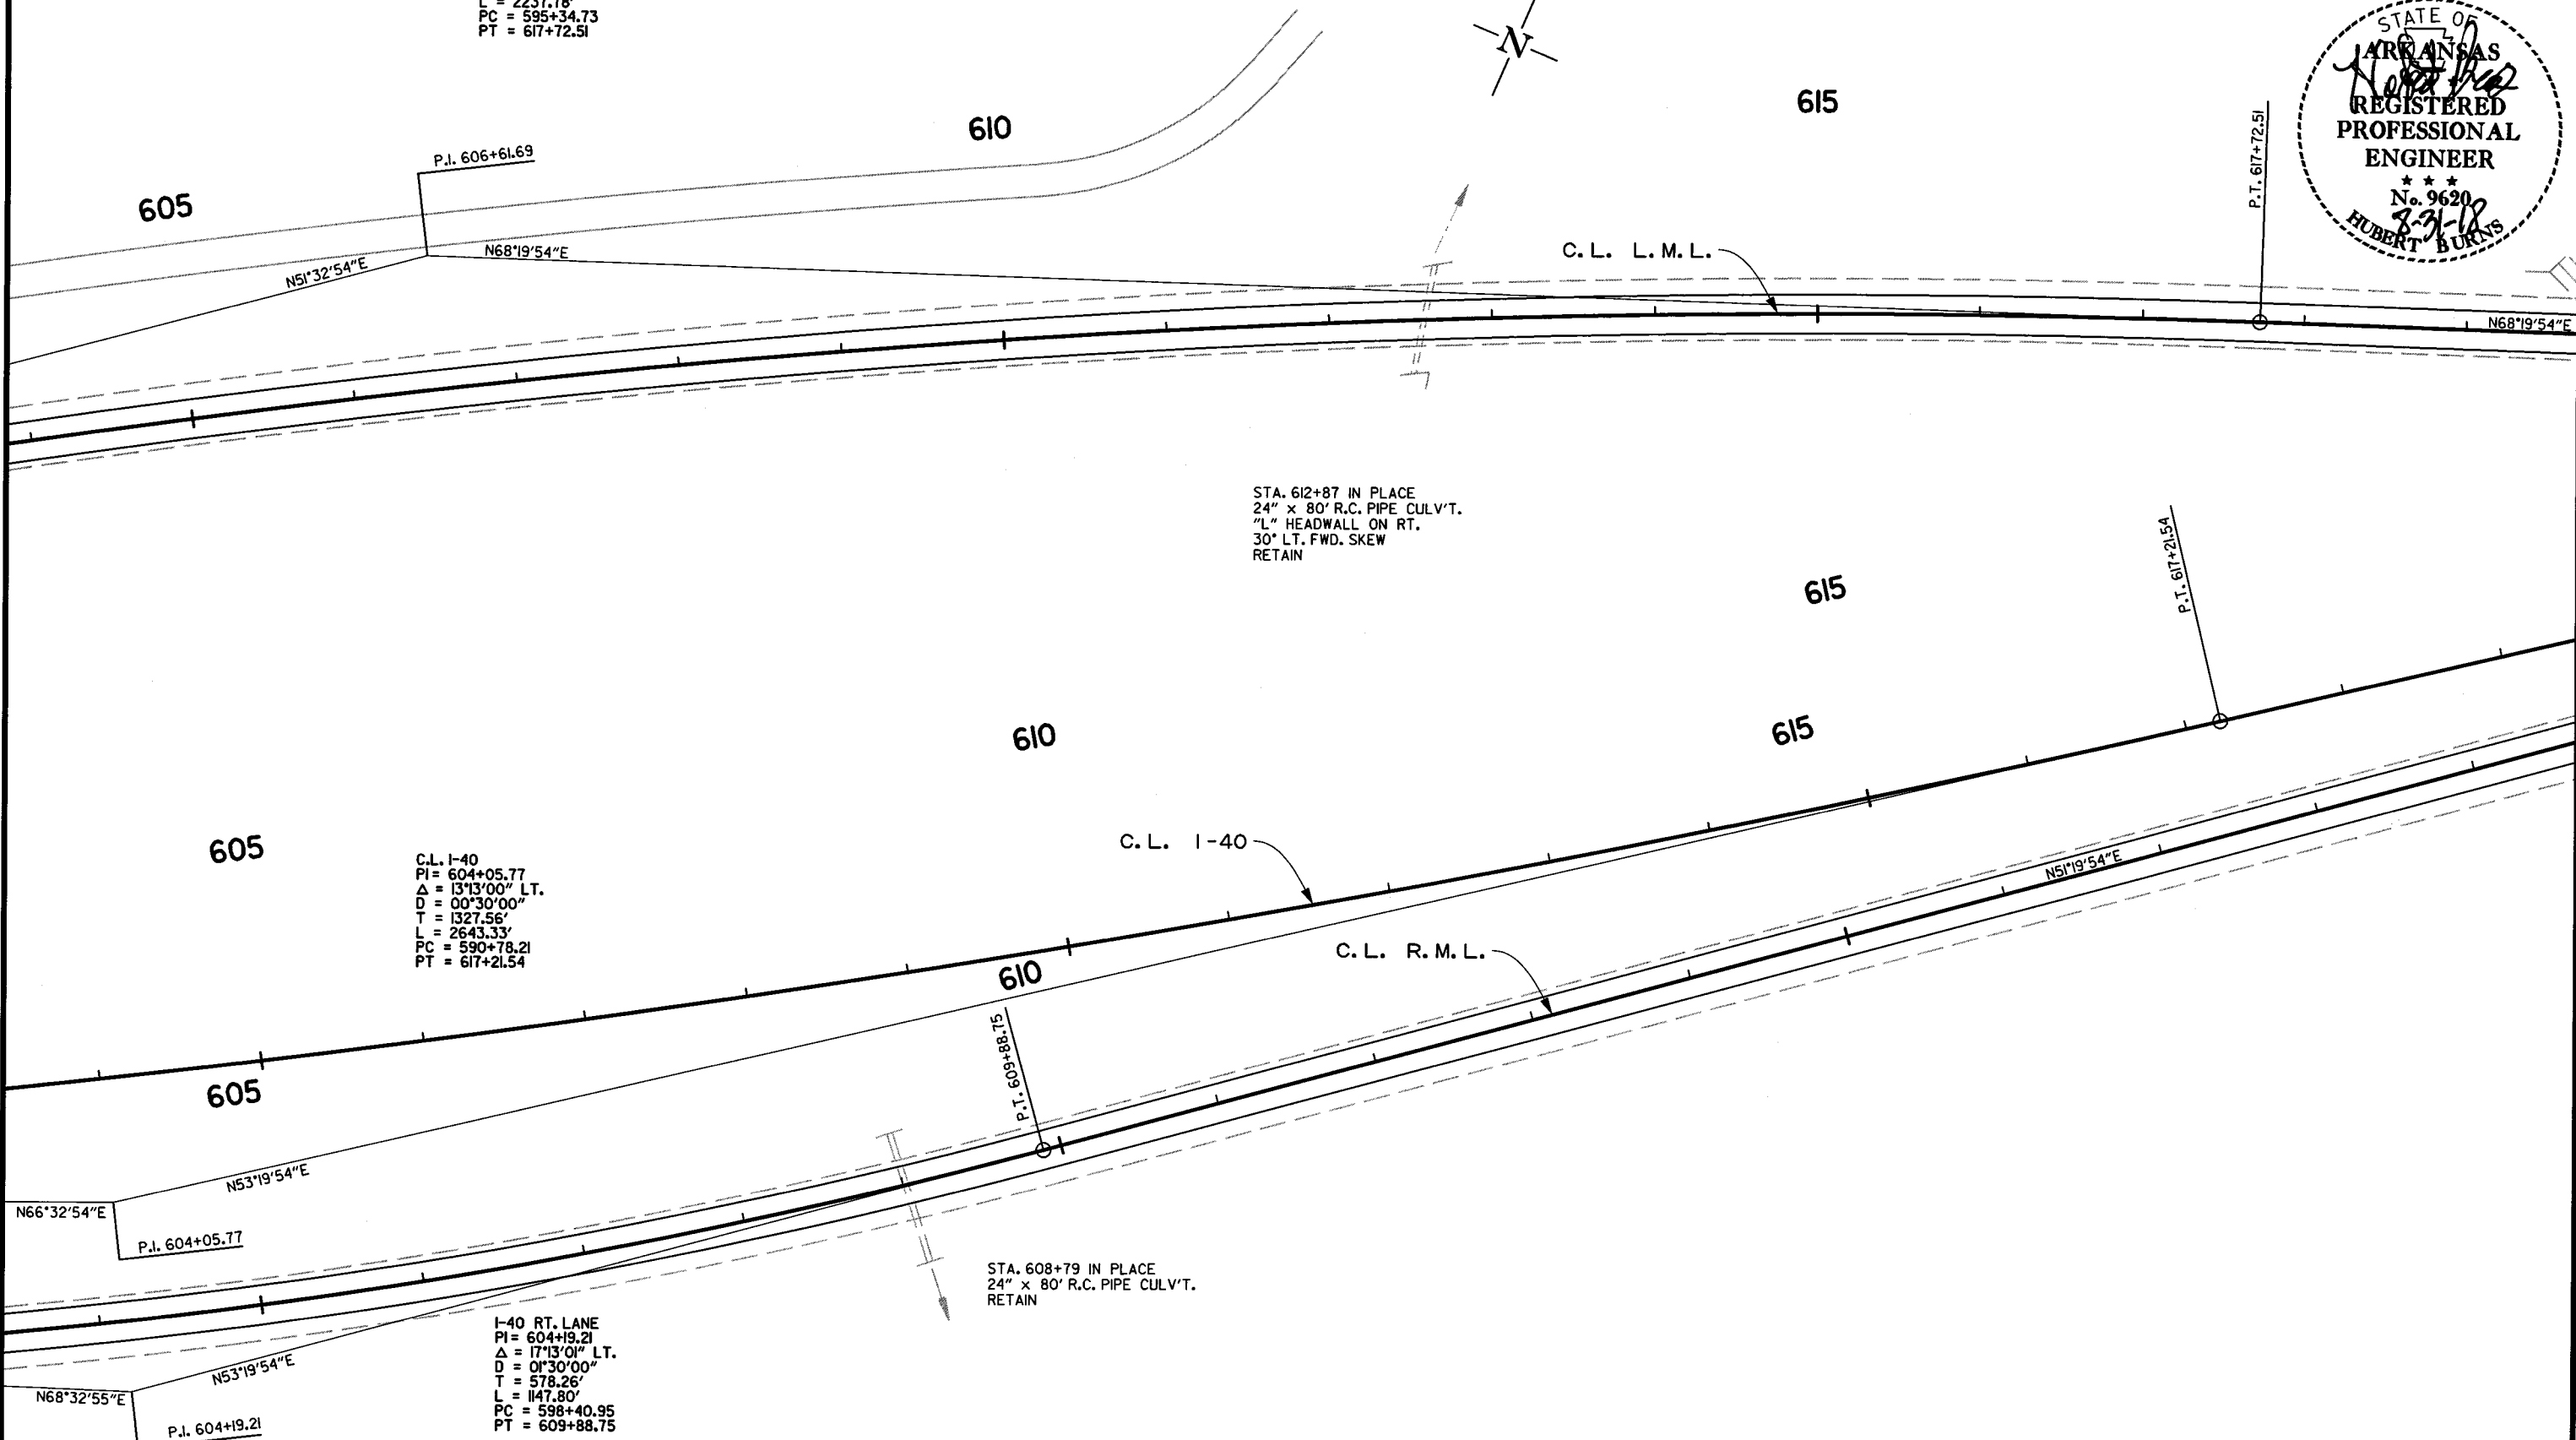 L = 2237.78'
PC = 595+34.73
PT = 617+72.51
N
STATE OF
ARKANSAS
REGISTERED
PROFESSIONAL
ENGINEER
★ ★ ★
No. 9620
8-31-18
HUBERT BURNS
605
610
615
P.I. 606+61.69
N51°32'54"E
N68°19'54"E
C.L. L.M.L.
P.T. 617+72.51
N68°19'54"E
STA. 612+87 IN PLACE
24" x 80' R.C. PIPE CULV'T.
"L" HEADWALL ON RT.
30° LT. FWD. SKEW
RETAIN
605
610
615
P.T. 617+21.54
C.L. I-40
C.L. I-40
PI = 604+05.77
Δ = 13°13'00" LT.
D = 00°30'00"
T = 1327.56'
L = 2643.33'
PC = 590+78.21
PT = 617+21.54
605
610
615
C.L. R.M.L.
N51°19'54"E
P.T. 609+88.75
N53°19'54"E
N66°32'54"E
P.I. 604+05.77
STA. 608+79 IN PLACE
24" x 80' R.C. PIPE CULV'T.
RETAIN
I-40 RT. LANE
PI = 604+19.21
Δ = 17°13'01" LT.
D = 01°30'00"
T = 578.26'
L = 1147.80'
PC = 598+40.95
PT = 609+88.75
N53°19'54"E
N68°32'55"E
P.I. 604+19.21